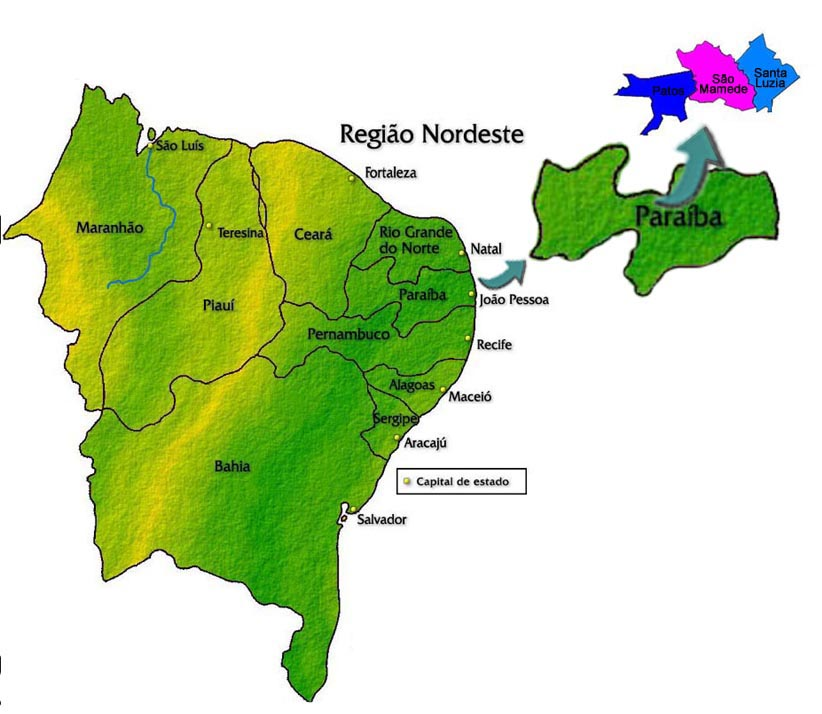 Santa
Luzia
São
Mamede
Patos
Região Nordeste
São Luís
Fortaleza
Maranhão
Teresina
Ceará
Rio Grande
do Norte
Natal
Paraíba
Paraíba
João Pessoa
Piauí
Pernambuco
Recife
Alagoas
Maceió
Sergipe
Aracajú
Bahia
Capital de estado
Salvador